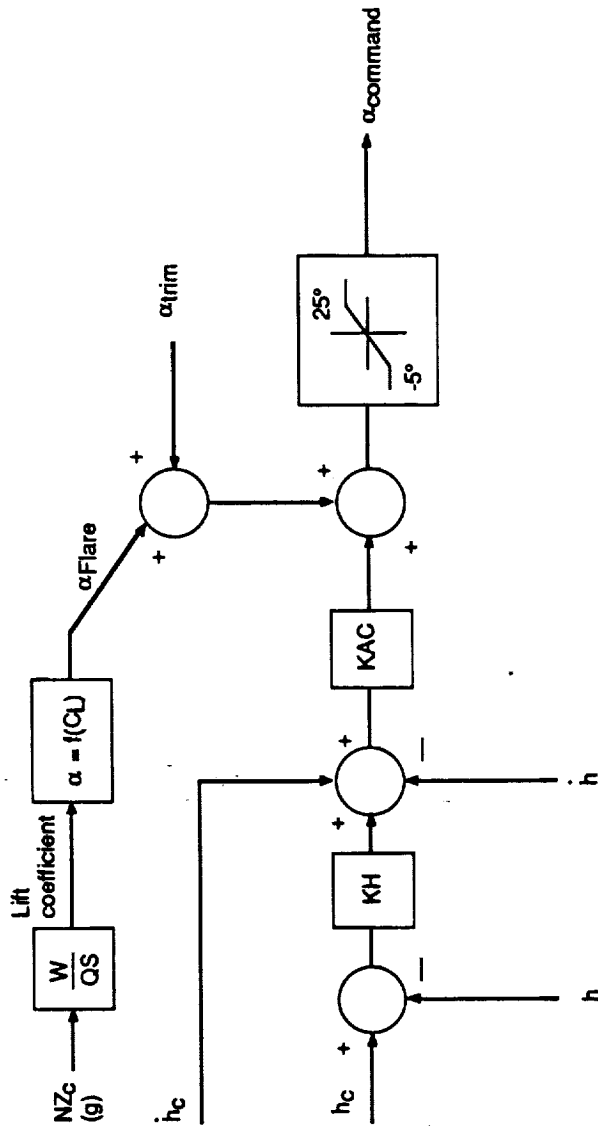 NZc
(g)
W
QS
Lift
coefficient
α = f(CL)
αFlare
αtrim
+
+
ḣc
hc
+
−
h
KH
+
+
−
ḣ
KAC
+
+
25°
-5°
αcommand